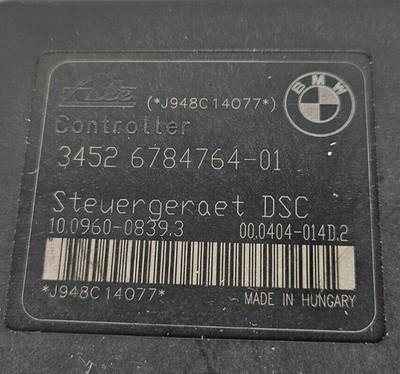 Ate (*J948C14077*) BMW
Controller
3452 6784764-01
Steuergeraet DSC
10.0960-0839.3 00.0404-014D.2
*J948C14077* MADE IN HUNGARY